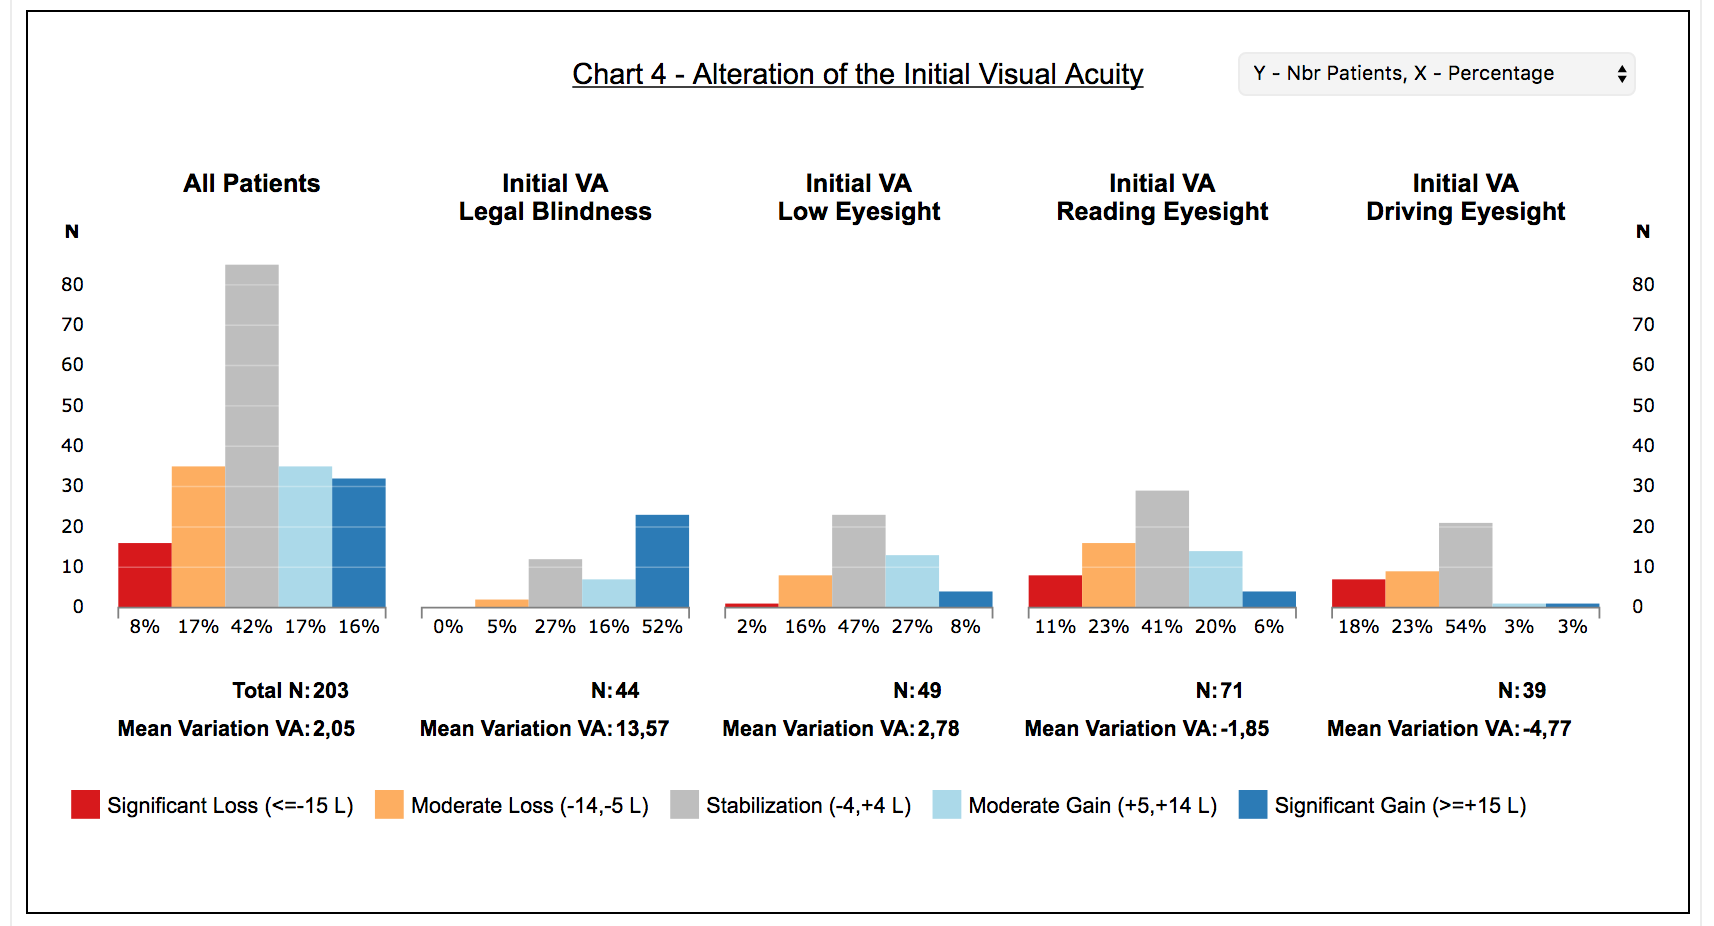 Chart 4 - Alteration of the Initial Visual Acuity
Y - Nbr Patients, X - Percentage
All Patients
Initial VA
Legal Blindness
Initial VA
Low Eyesight
Initial VA
Reading Eyesight
Initial VA
Driving Eyesight
N
80
70
60
50
40
30
20
10
0
N
80
70
60
50
40
30
20
10
0
8% 17% 42% 17% 16%
0% 5% 27% 16% 52%
2% 16% 47% 27% 8%
11% 23% 41% 20% 6%
18% 23% 54% 3% 3%
Total N: 203
Mean Variation VA: 2,05
N: 44
Mean Variation VA: 13,57
N: 49
Mean Variation VA: 2,78
N: 71
Mean Variation VA: -1,85
N: 39
Mean Variation VA: -4,77
Significant Loss (<=-15 L)
Moderate Loss (-14,-5 L)
Stabilization (-4,+4 L)
Moderate Gain (+5,+14 L)
Significant Gain (>=+15 L)